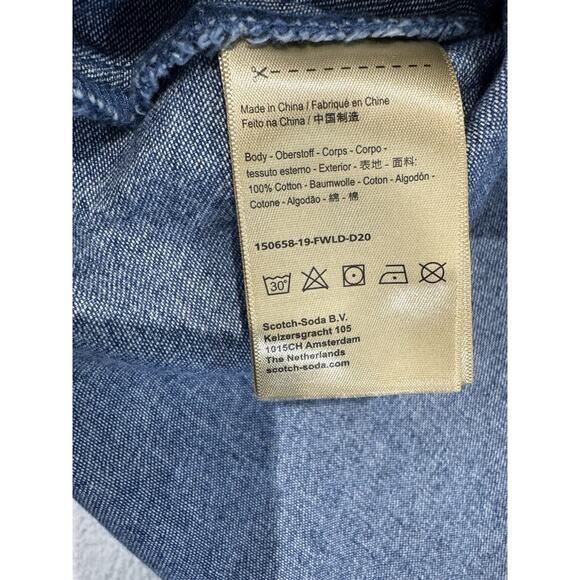 Made in China / Fabriqué en Chine
Feito na China / 中国制造
Body - Oberstoff - Corps - Corpo -
tessuto esterno - Exterior - 表地 - 面料:
100% Cotton - Baumwolle - Coton - Algodón -
Cotone - Algodão - 綿 - 棉
150658-19-FWLD-D20
30°
Scotch-Soda B.V.
Keizersgracht 105
1015CH Amsterdam
The Netherlands
scotch-soda.com